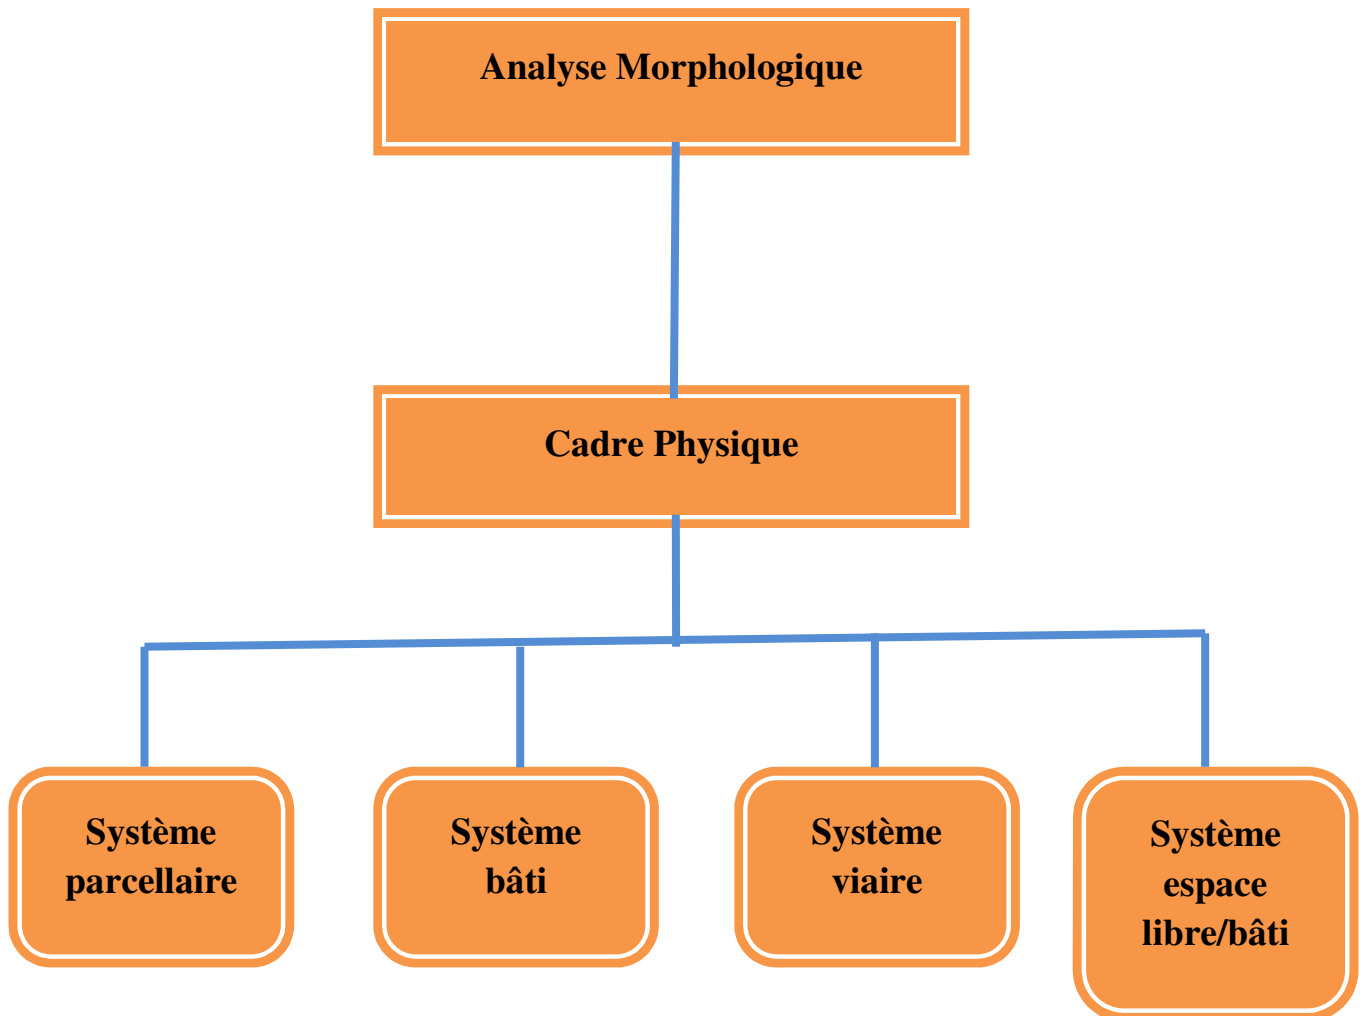 Analyse Morphologique
Cadre Physique
Système
parcellaire
Système
bâti
Système
viaire
Système
espace
libre/bâti